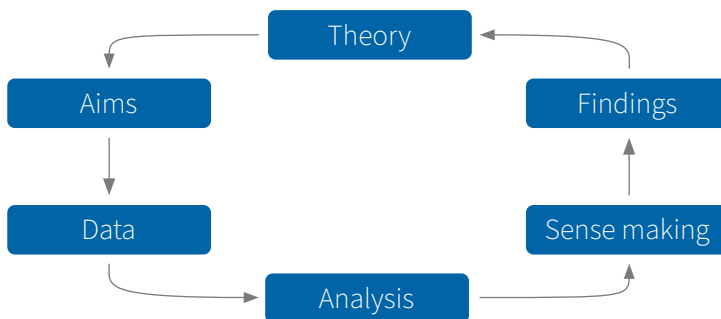 Theory
Aims
Findings
Data
Sense making
Analysis